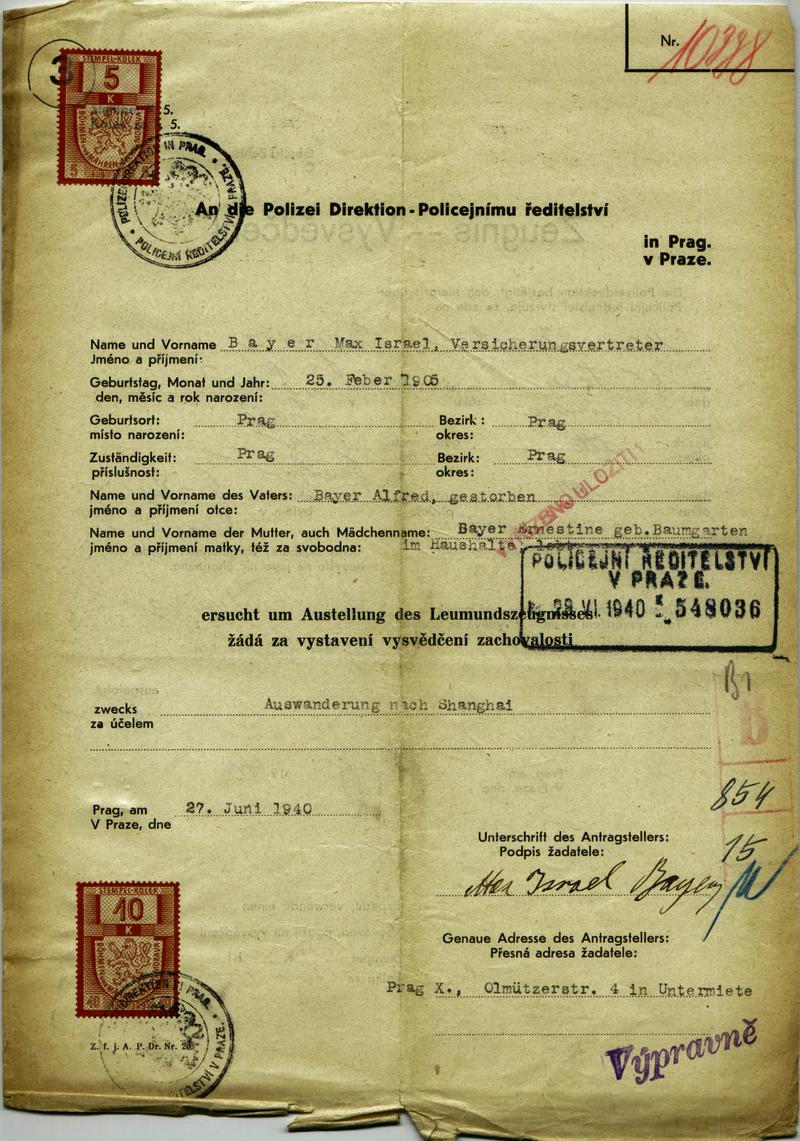 Nr. 10398
3
STEMPEL-KOLEK
5
K
5.
5.
POLIZEIDIREKTION IN PRAG. • POLICEJNÍ ŘEDITELSTVÍ V PRAZE. •
An die Polizei Direktion - Policejnímu ředitelství
in Prag.
v Praze.
Name und Vorname Bayer Max Israel, Versicherungsvertreter
Jméno a příjmení:
Geburtstag, Monat und Jahr: 25. Feber 1905
den, měsíc a rok narození:
Geburtsort: Prag Bezirk: Prag
místo narození: okres:
Zuständigkeit: Prag Bezirk: Prag
příslušnost: okres:
Name und Vorname des Vaters: Bayer Alfred, gestorben
jméno a příjmení otce:
Name und Vorname der Mutter, auch Mädchenname: Bayer Ernestine geb.Baumgarten
jméno a příjmení matky, též za svobodna: im Haushalte,
POLICEJNÍ ŘEDITELSTVÍ
V PRAZE.
VI. 1940 548036
ersucht um Austellung des Leumundszeugnisses
žádá za vystavení vysvědčení zachovalosti
B1
b
zwecks Auswanderung nach Shanghai
za účelem
854
Prag, am 27. Juni 1940
V Praze, dne
15
Unterschrift des Antragstellers:
Podpis žadatele:
Max Israel Bayer
STEMPEL-KOLEK
10
K
Genaue Adresse des Antragstellers:
Přesná adresa žadatele:
Prag X., Olmützerstr. 4 in Untermiete
Z. f. j. A. P. Dr. Nr.
Výpravně